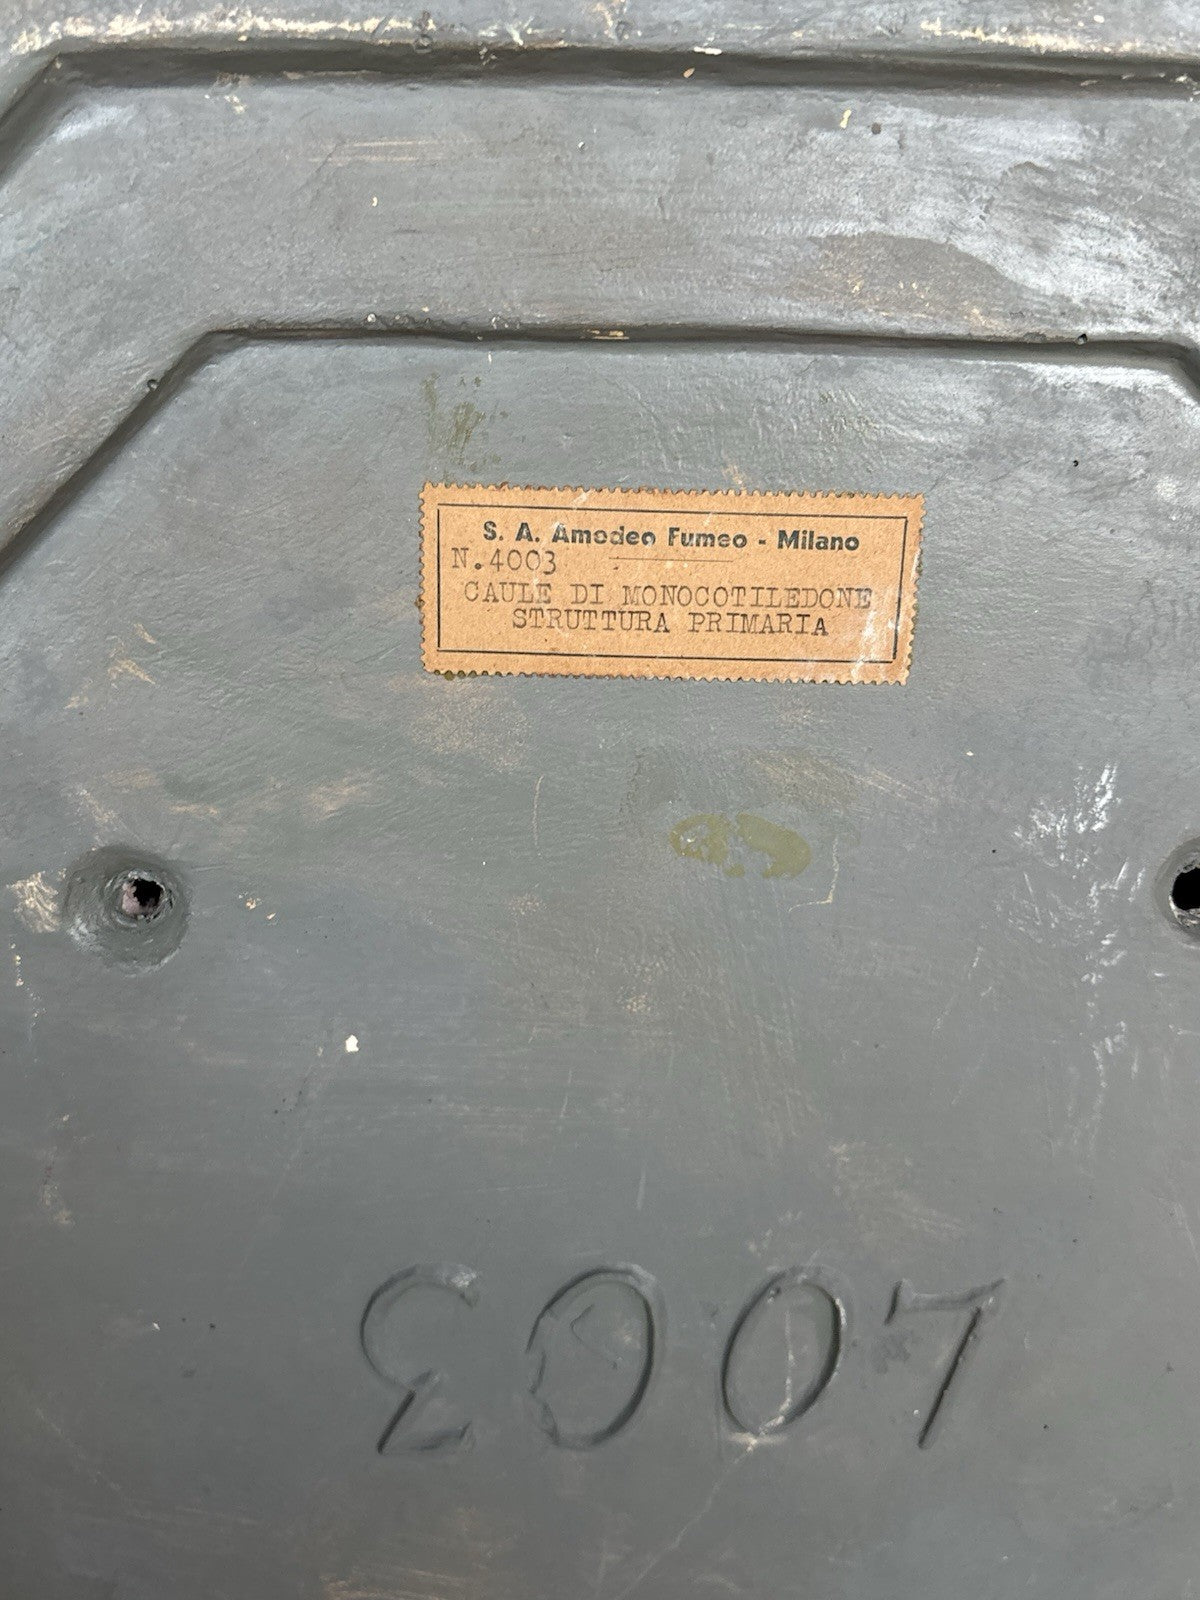 S. A. Amedeo Fumeo - Milano
N.4003
CAULE DI MONOCOTILEDONE
STRUTTURA PRIMARIA
4003